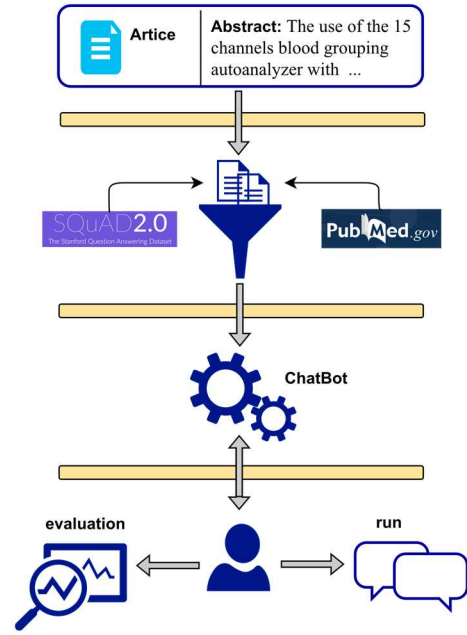 Artice
Abstract: The use of the 15
channels blood grouping
autoanalyzer with ...
SQuAD2.0
The Stanford Question Answering Dataset
PubMed.gov
ChatBot
evaluation
run